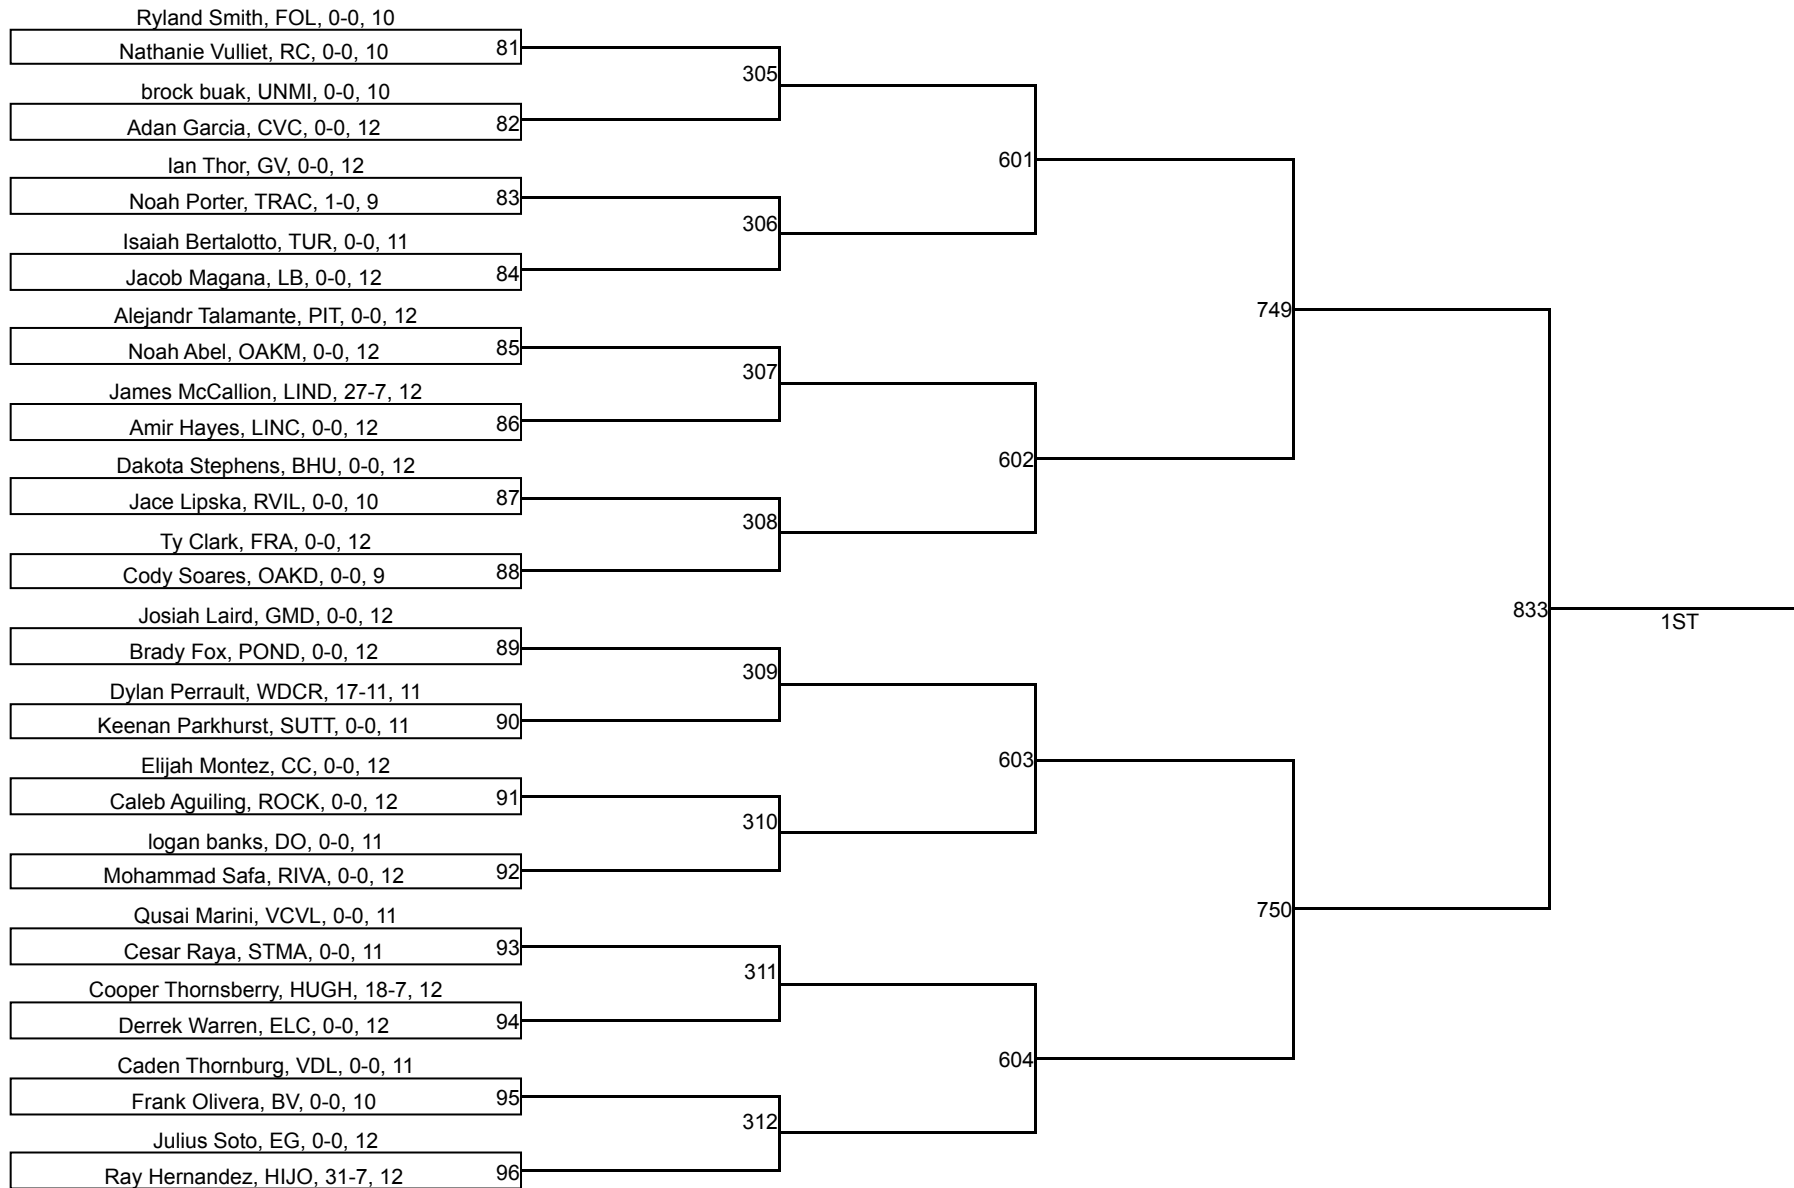 Ryland Smith, FOL, 0-0, 10
Nathanie Vulliet, RC, 0-0, 10
81
305
brock buak, UNMI, 0-0, 10
Adan Garcia, CVC, 0-0, 12
82
601
Ian Thor, GV, 0-0, 12
Noah Porter, TRAC, 1-0, 9
83
306
Isaiah Bertalotto, TUR, 0-0, 11
Jacob Magana, LB, 0-0, 12
84
749
Alejandr Talamante, PIT, 0-0, 12
Noah Abel, OAKM, 0-0, 12
85
307
James McCallion, LIND, 27-7, 12
Amir Hayes, LINC, 0-0, 12
86
602
Dakota Stephens, BHU, 0-0, 12
Jace Lipska, RVIL, 0-0, 10
87
308
Ty Clark, FRA, 0-0, 12
Cody Soares, OAKD, 0-0, 9
88
833
1ST
Josiah Laird, GMD, 0-0, 12
Brady Fox, POND, 0-0, 12
89
309
Dylan Perrault, WDCR, 17-11, 11
Keenan Parkhurst, SUTT, 0-0, 11
90
603
Elijah Montez, CC, 0-0, 12
Caleb Aguiling, ROCK, 0-0, 12
91
310
logan banks, DO, 0-0, 11
Mohammad Safa, RIVA, 0-0, 12
92
750
Qusai Marini, VCVL, 0-0, 11
Cesar Raya, STMA, 0-0, 11
93
311
Cooper Thornsberry, HUGH, 18-7, 12
Derrek Warren, ELC, 0-0, 12
94
604
Caden Thornburg, VDL, 0-0, 11
Frank Olivera, BV, 0-0, 10
95
312
Julius Soto, EG, 0-0, 12
Ray Hernandez, HIJO, 31-7, 12
96